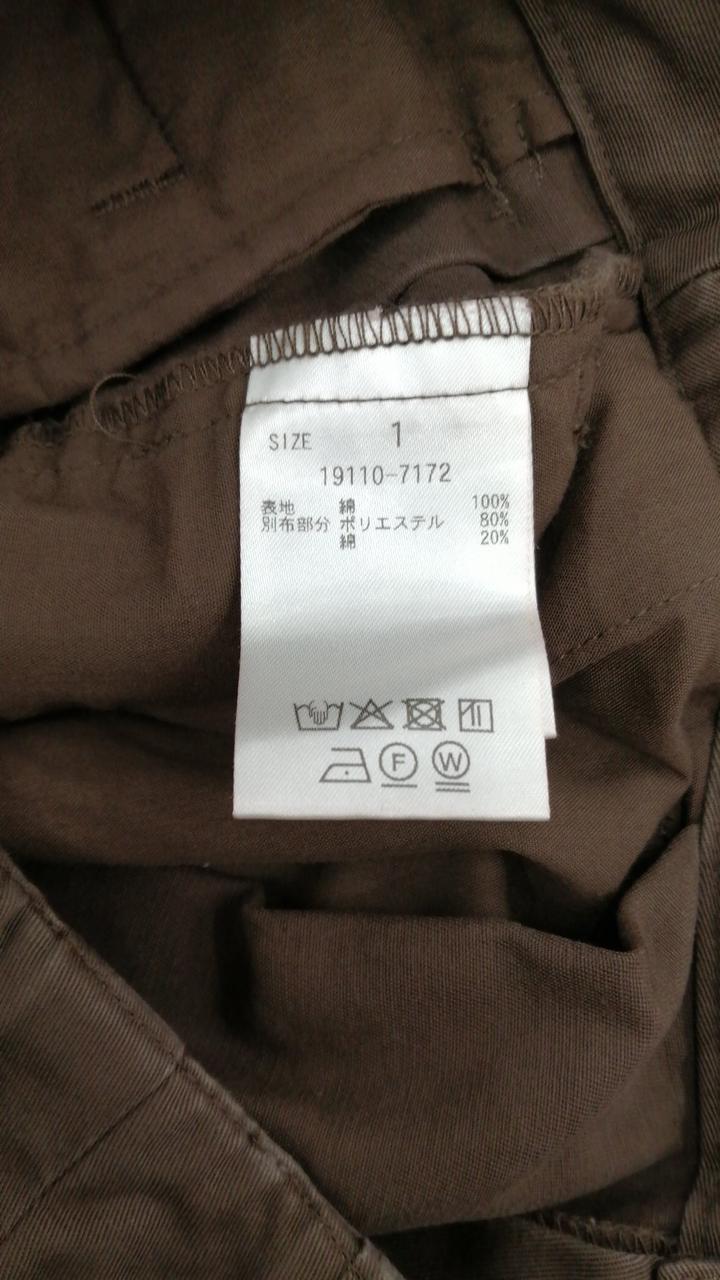 SIZE 1
19110-7172
表地 綿 100%
別布部分 ポリエステル 80%
綿 20%
F W